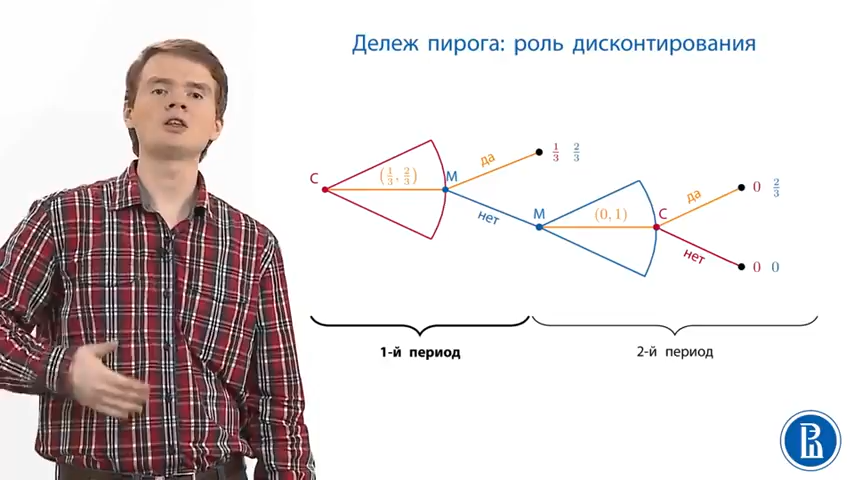 Дележ пирога: роль дисконтирования
С
(1/3, 2/3)
М
да
1/3 2/3
нет
М
(0, 1)
С
да
0 2/3
нет
0 0
1-й период
2-й период